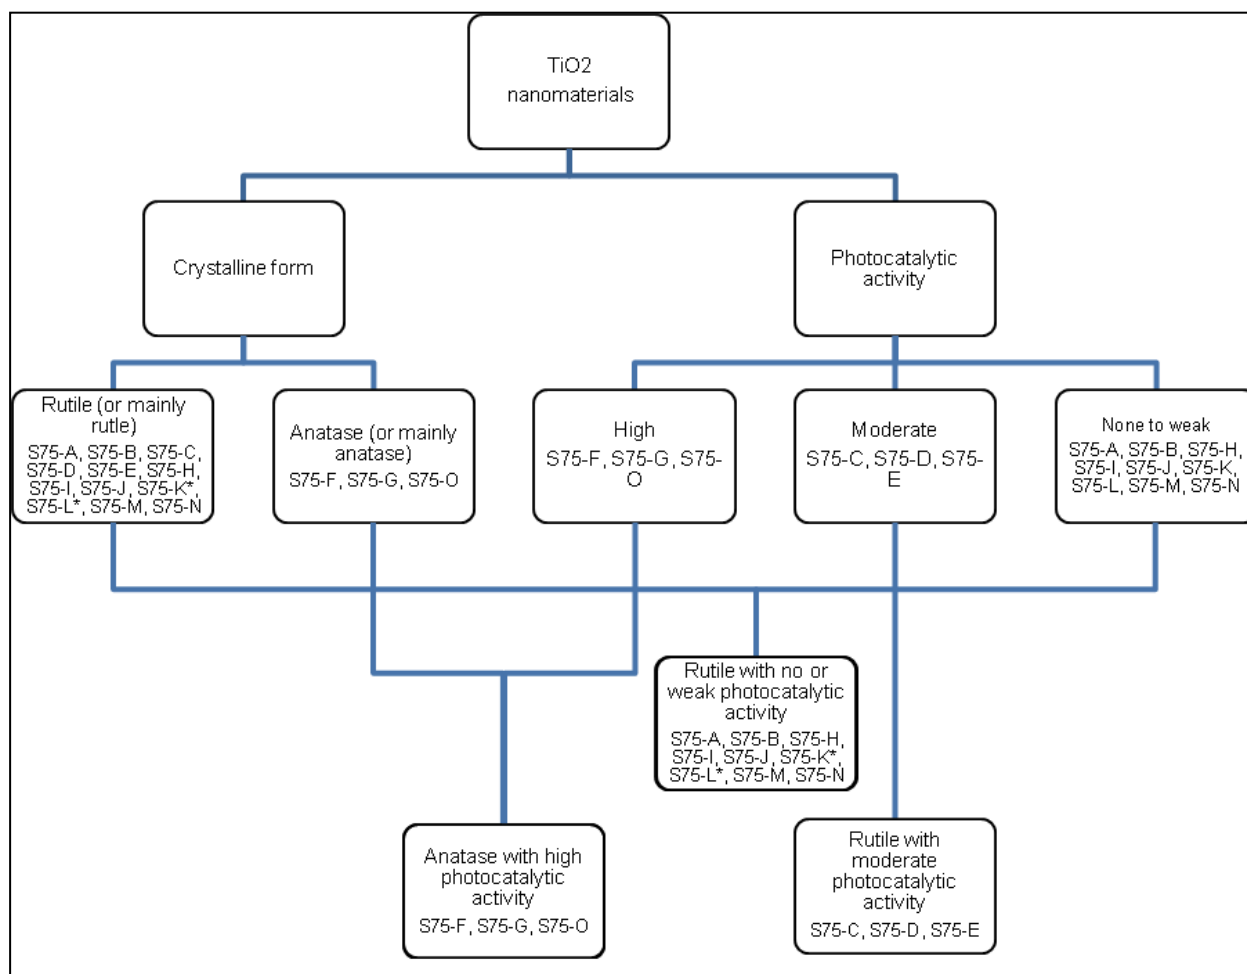 TiO2
nanomaterials
Crystalline form
Photocatalytic
activity
Rutile (or mainly
rutle)
S75-A, S75-B, S75-C,
S75-D, S75-E, S75-H,
S75-I, S75-J, S75-K*,
S75-L*, S75-M, S75-N
Anatase (or mainly
anatase)
S75-F, S75-G, S75-O
High
S75-F, S75-G, S75-
O
Moderate
S75-C, S75-D, S75-
E
None to weak
S75-A, S75-B, S75-H,
S75-I, S75-J, S75-K,
S75-L, S75-M, S75-N
Rutile with no or
weak photocatalytic
activity
S75-A, S75-B, S75-H,
S75-I, S75-J, S75-K*,
S75-L*, S75-M, S75-N
Anatase with high
photocatalytic
activity
S75-F, S75-G, S75-O
Rutile with
moderate
photocatalytic
activity
S75-C, S75-D, S75-E